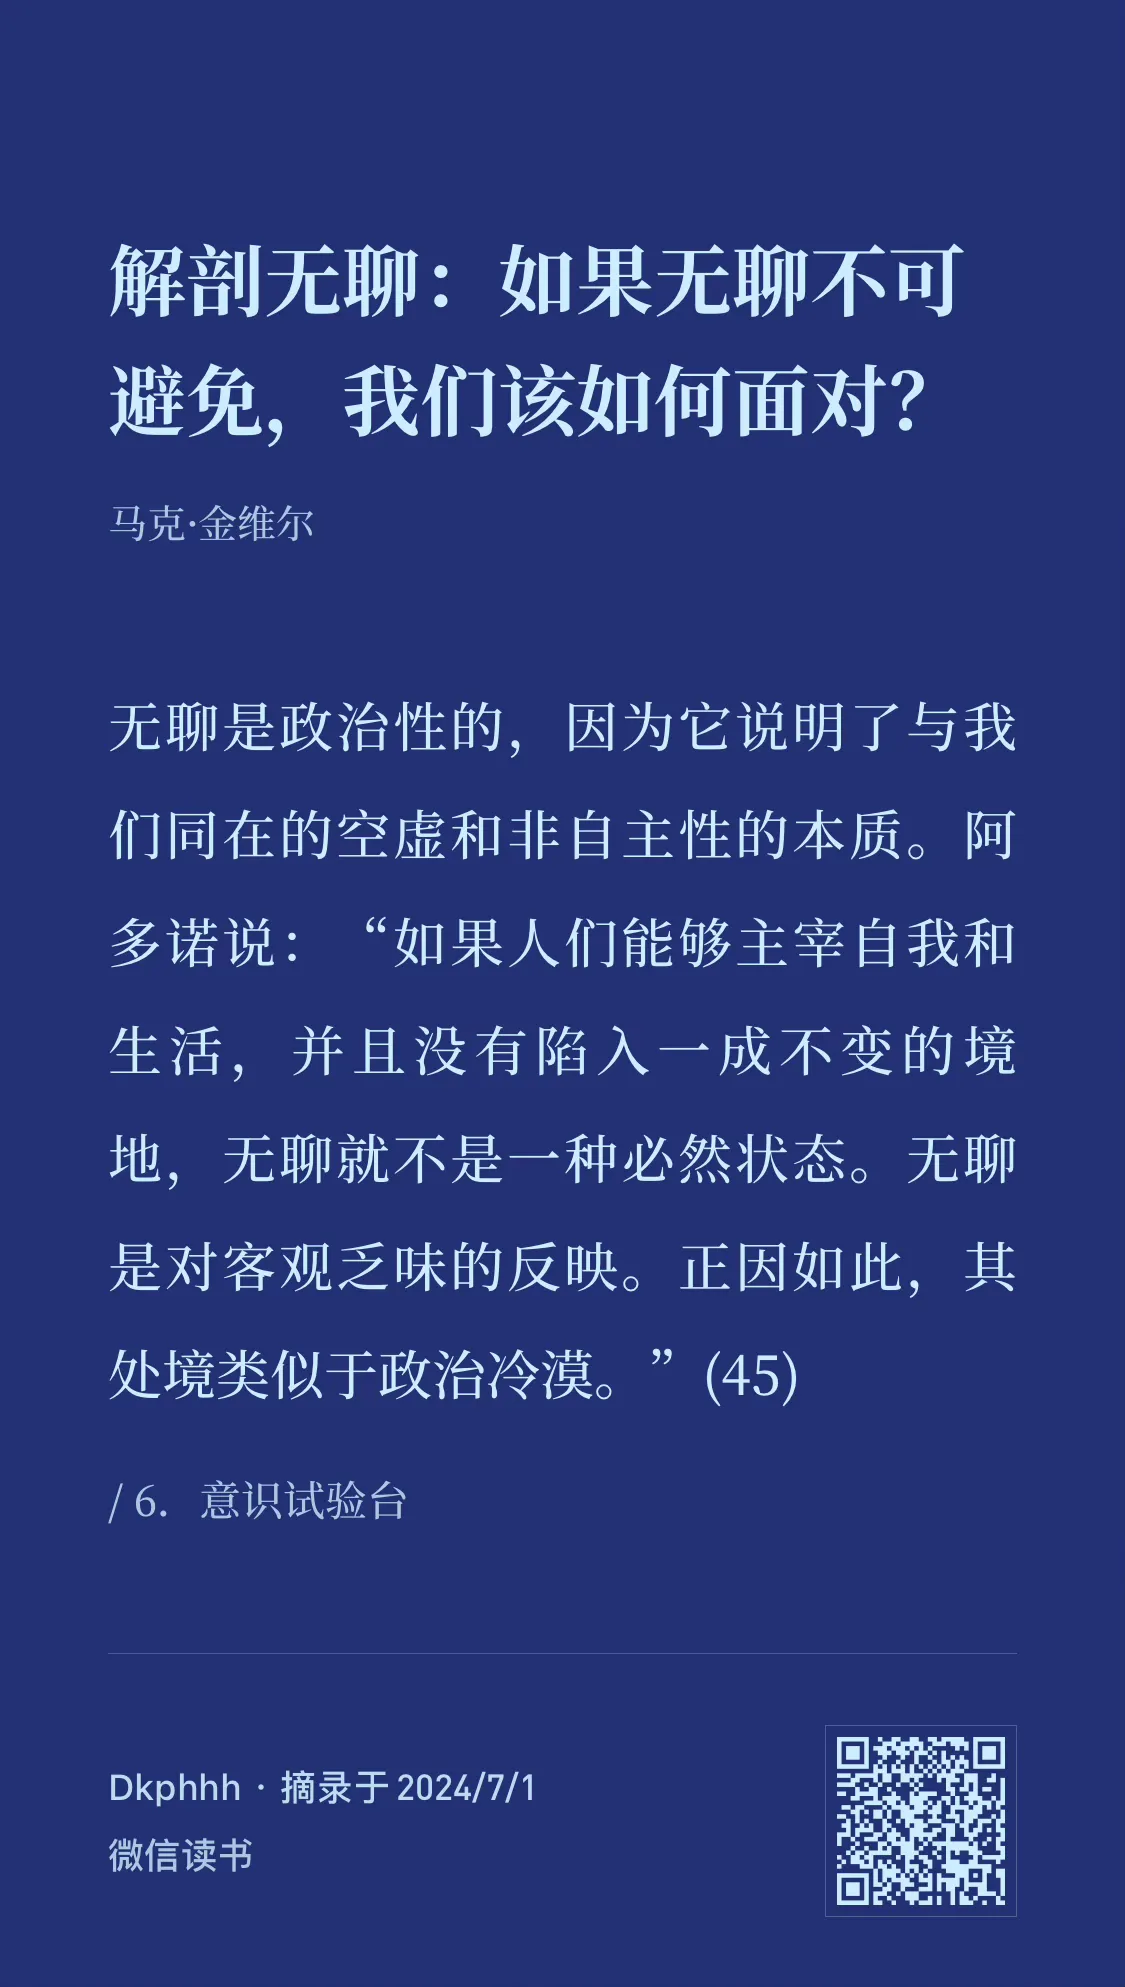 解剖无聊：如果无聊不可
避免，我们该如何面对？
马克·金维尔
无聊是政治性的，因为它说明了与我
们同在的空虚和非自主性的本质。阿
多诺说：“如果人们能够主宰自我和
生活，并且没有陷入一成不变的境
地，无聊就不是一种必然状态。无聊
是对客观乏味的反映。正因如此，其
处境类似于政治冷漠。”(45)
/ 6. 意识试验台
Dkphhh · 摘录于 2024/7/1
微信读书